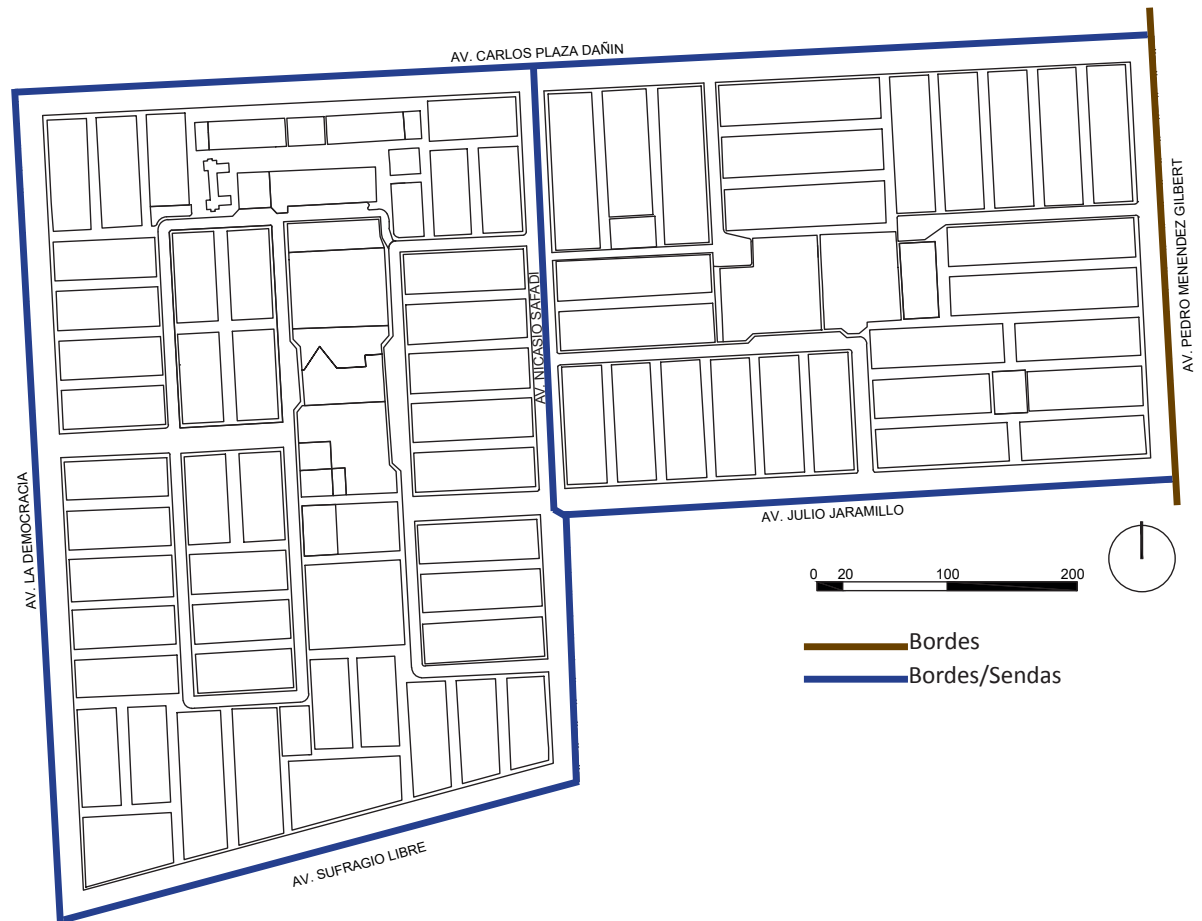 AV. CARLOS PLAZA DAÑIN
AV. PEDRO MENENDEZ GILBERT
AV. NICASIO SAFADI
AV. LA DEMOCRACIA
AV. JULIO JARAMILLO
0 20 100 200
Bordes
Bordes/Sendas
AV. SUFRAGIO LIBRE